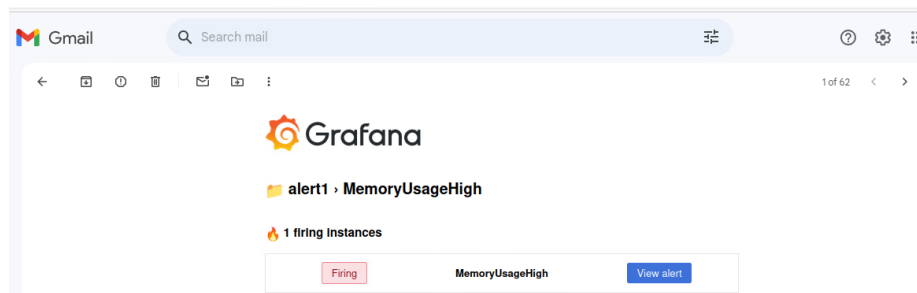 Gmail
Search mail
1 of 62
Grafana
alert1 › MemoryUsageHigh
1 firing instances
Firing MemoryUsageHigh View alert